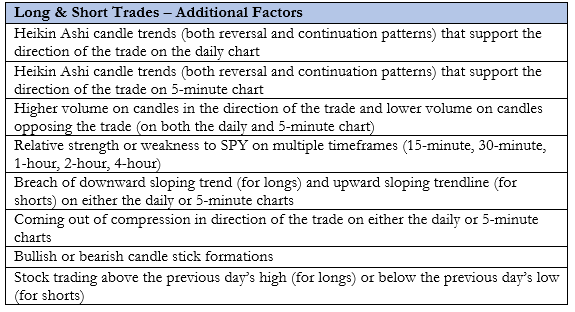 Long & Short Trades – Additional Factors
Heikin Ashi candle trends (both reversal and continuation patterns) that support the
direction of the trade on the daily chart
Heikin Ashi candle trends (both reversal and continuation patterns) that support the
direction of the trade on 5-minute chart
Higher volume on candles in the direction of the trade and lower volume on candles
opposing the trade (on both the daily and 5-minute chart)
Relative strength or weakness to SPY on multiple timeframes (15-minute, 30-minute,
1-hour, 2-hour, 4-hour)
Breach of downward sloping trend (for longs) and upward sloping trendline (for
shorts) on either the daily or 5-minute charts
Coming out of compression in direction of the trade on either the daily or 5-minute
charts
Bullish or bearish candle stick formations
Stock trading above the previous day's high (for longs) or below the previous day's low
(for shorts)